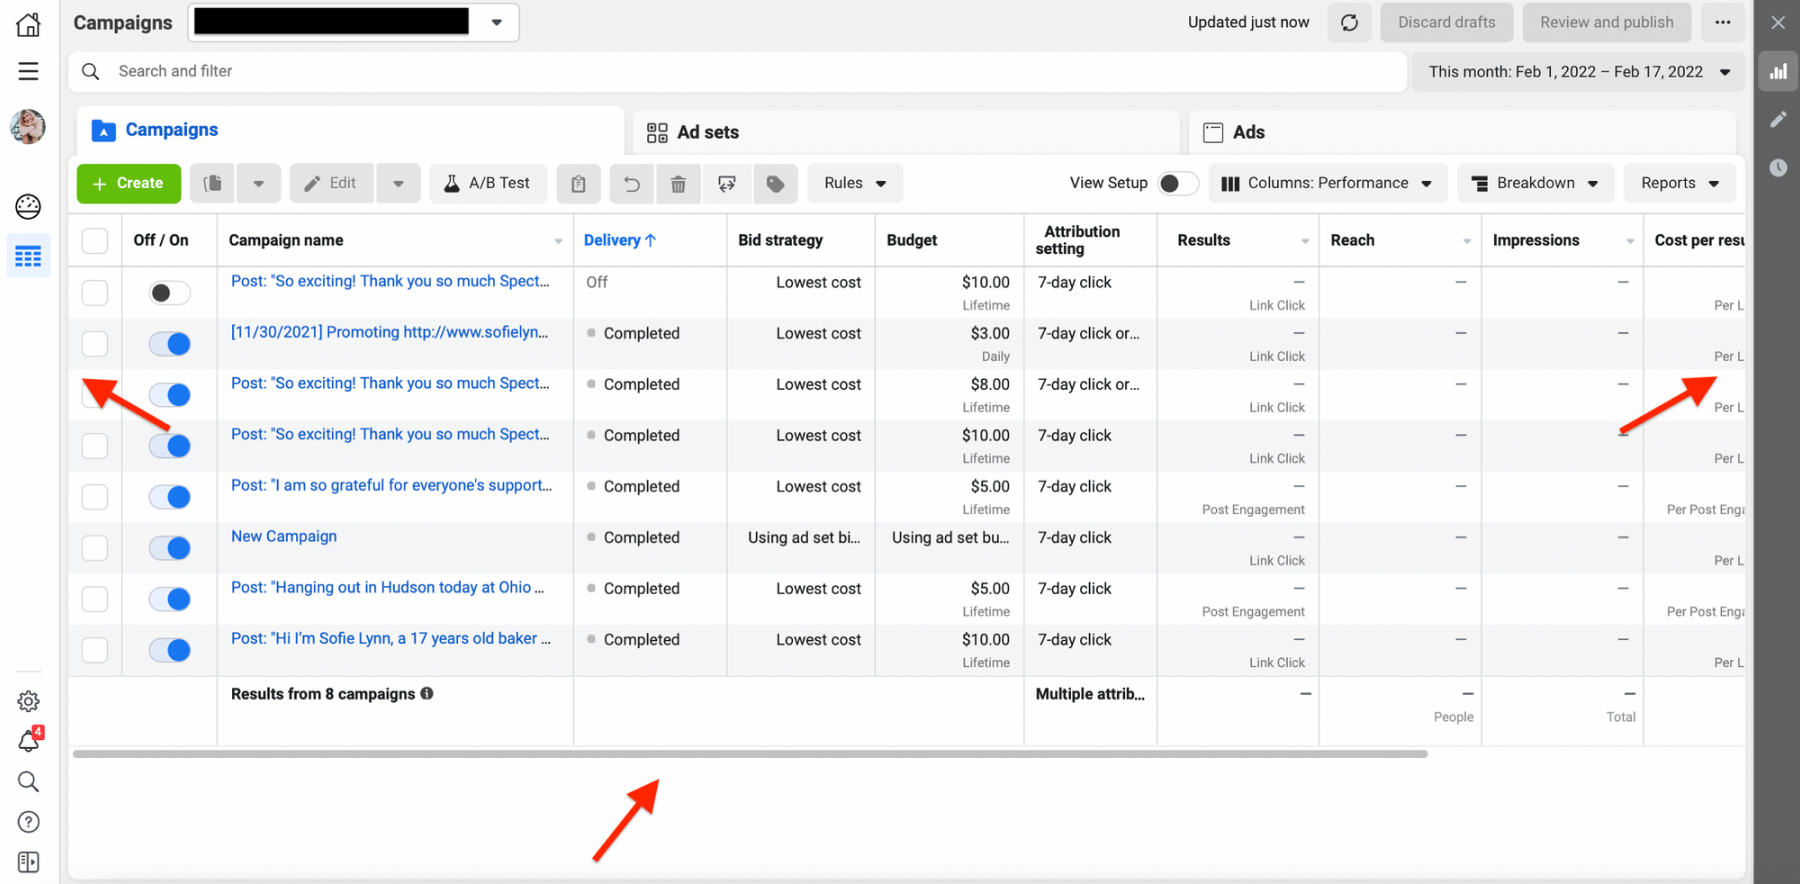 Campaigns
Updated just now
Discard drafts
Review and publish
Search and filter
This month: Feb 1, 2022 – Feb 17, 2022
Campaigns
Ad sets
Ads
+ Create
Edit
A/B Test
Rules
View Setup
Columns: Performance
Breakdown
Reports
Off / On
Campaign name
Delivery ↑
Bid strategy
Budget
Attribution
setting
Results
Reach
Impressions
Cost per resu
Post: "So exciting! Thank you so much Spect...
Off
Lowest cost
$10.00
Lifetime
7-day click
—
Link Click
—
—
Per L
[11/30/2021] Promoting http://www.sofielyn...
Completed
Lowest cost
$3.00
Daily
7-day click or...
—
Link Click
—
—
Per L
Post: "So exciting! Thank you so much Spect...
Completed
Lowest cost
$8.00
Lifetime
7-day click or...
—
Link Click
—
—
Per L
Post: "So exciting! Thank you so much Spect...
Completed
Lowest cost
$10.00
Lifetime
7-day click
—
Link Click
—
—
Per L
Post: "I am so grateful for everyone's support...
Completed
Lowest cost
$5.00
Lifetime
7-day click
—
Post Engagement
—
—
Per Post Enga
New Campaign
Completed
Using ad set bi...
Using ad set bu...
7-day click
—
Link Click
—
—
Per L
Post: "Hanging out in Hudson today at Ohio ...
Completed
Lowest cost
$5.00
Lifetime
7-day click
—
Post Engagement
—
—
Per Post Enga
Post: "Hi I'm Sofie Lynn, a 17 years old baker ...
Completed
Lowest cost
$10.00
Lifetime
7-day click
—
Link Click
—
—
Per L
Results from 8 campaigns
Multiple attrib...
—
—
People
—
Total
4